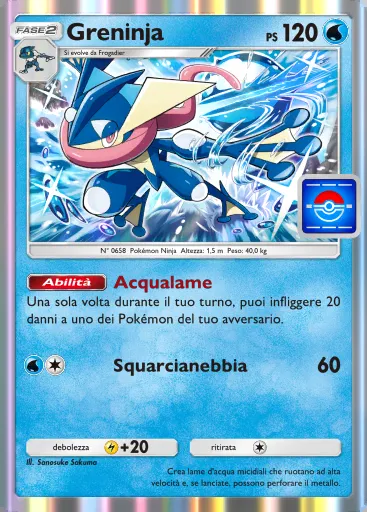 FASE 2
Greninja
PS 120
Si evolve da Frogadier
N° 0658 Pokémon Ninja Altezza: 1,5 m Peso: 40,0 kg
Abilità Acqualame
Una sola volta durante il tuo turno, puoi infliggere 20
danni a uno dei Pokémon del tuo avversario.
Squarcianebbia 60
debolezza +20 ritirata
Ill. Sanosuke Sakuma
Crea lame d'acqua micidiali che ruotano ad alta
velocità e, se lanciate, possono perforare il metallo.